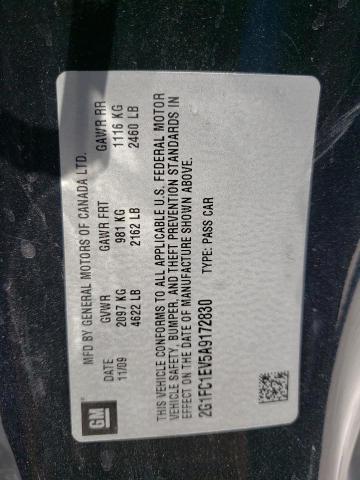 GM
MFD BY GENERAL MOTORS OF CANADA LTD.
DATE GVWR GAWR FRT GAWR RR
11/09 2097 KG 981 KG 1116 KG
4622 LB 2162 LB 2460 LB
THIS VEHICLE CONFORMS TO ALL APPLICABLE U.S. FEDERAL MOTOR
VEHICLE SAFETY, BUMPER, AND THEFT PREVENTION STANDARDS IN
EFFECT ON THE DATE OF MANUFACTURE SHOWN ABOVE.
2G1FC1EV5A9172830 TYPE: PASS CAR